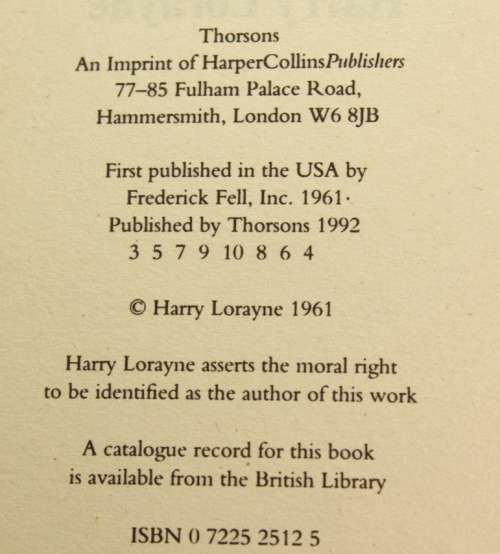 Thorsons
An Imprint of HarperCollinsPublishers
77–85 Fulham Palace Road,
Hammersmith, London W6 8JB
First published in the USA by
Frederick Fell, Inc. 1961.
Published by Thorsons 1992
3 5 7 9 10 8 6 4
© Harry Lorayne 1961
Harry Lorayne asserts the moral right
to be identified as the author of this work
A catalogue record for this book
is available from the British Library
ISBN 0 7225 2512 5